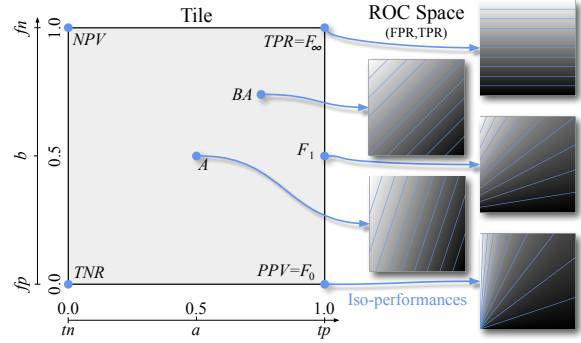 Tile
ROC Space
(FPR,TPR)
fn
1.0
NPV
TPR=F∞
BA
b
0.5
A
F1
fp
0.0
TNR
PPV=F0
Iso-performances
0.0
0.5
1.0
tn
a
tp